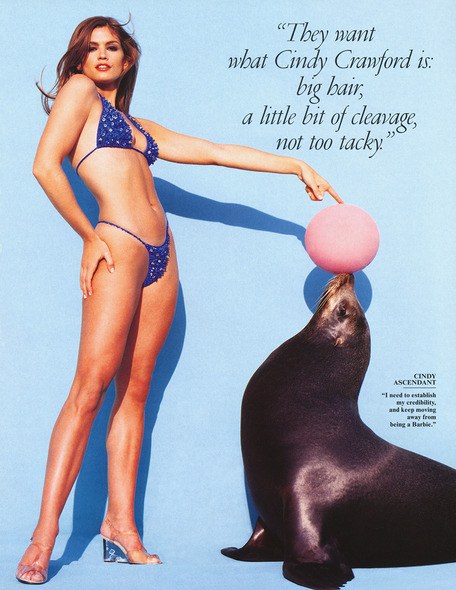 “They want
what Cindy Crawford is:
big hair,
a little bit of cleavage,
not too tacky.”
CINDY
ASCENDANT
“I need to establish
my credibility,
and keep moving
away from
being a Barbie.”